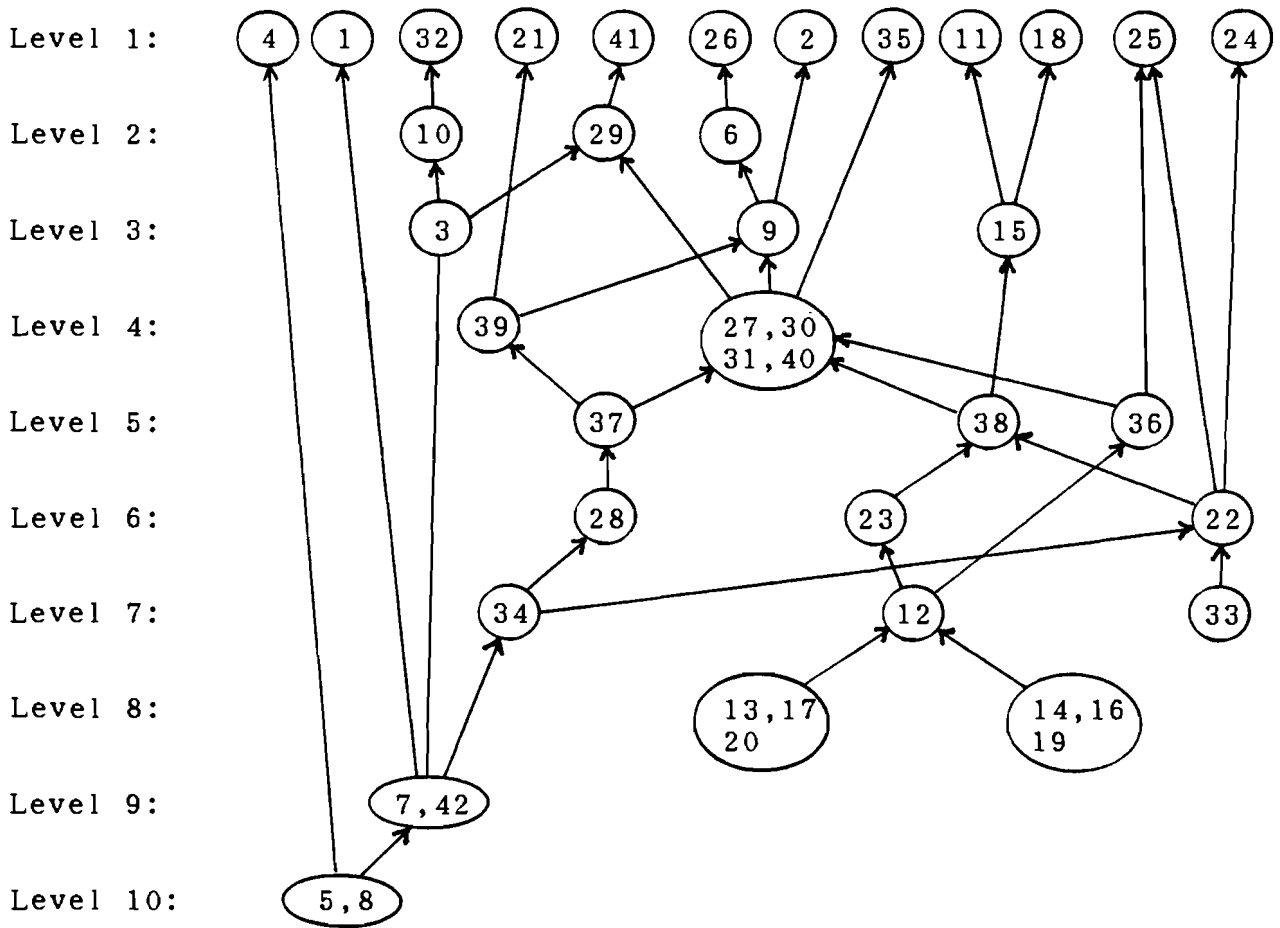 Level 1: 4 1 32 21 41 26 2 35 11 18 25 24
Level 2: 10 29 6
Level 3: 3 9 15
Level 4: 39 27,30
31,40
Level 5: 37 38 36
Level 6: 28 23 22
Level 7: 34 12 33
Level 8: 13,17 14,16
20 19
Level 9: 7,42
Level 10: 5,8